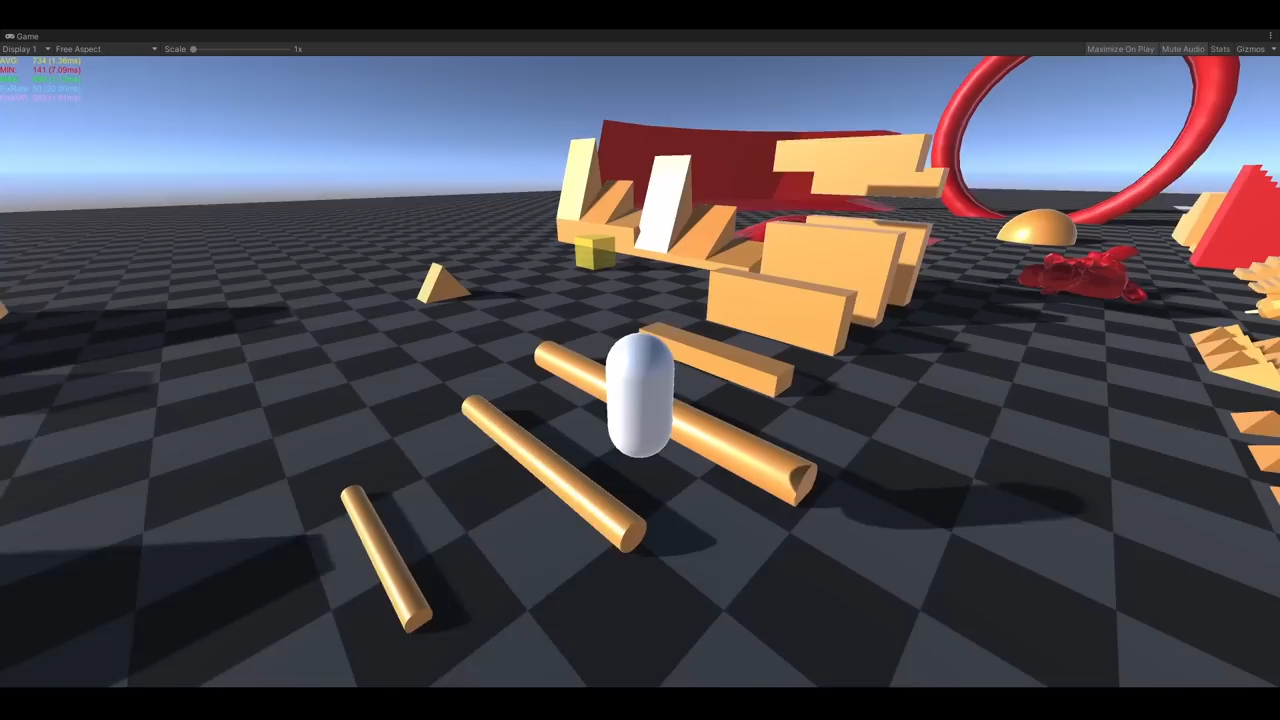 Game
Display 1 Free Aspect Scale 1x Maximize On Play Mute Audio Stats Gizmos
AVG: 734 (1.36ms)
MIN: 141 (7.09ms)